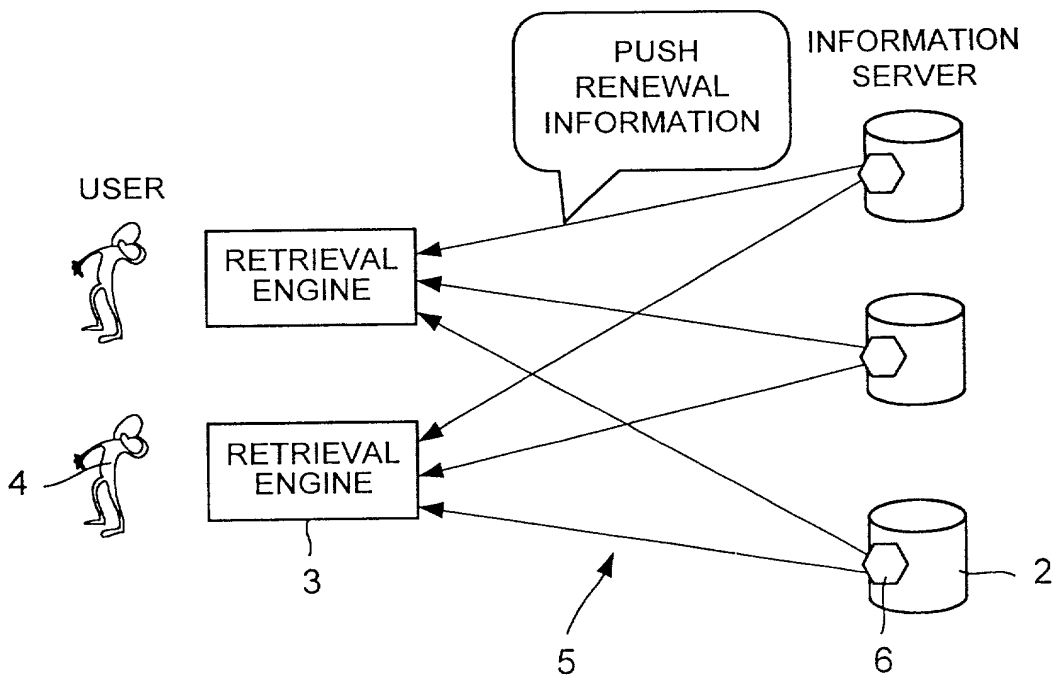 PUSH
RENEWAL
INFORMATION
INFORMATION
SERVER
USER
RETRIEVAL
ENGINE
RETRIEVAL
ENGINE
4
3
2
5
6